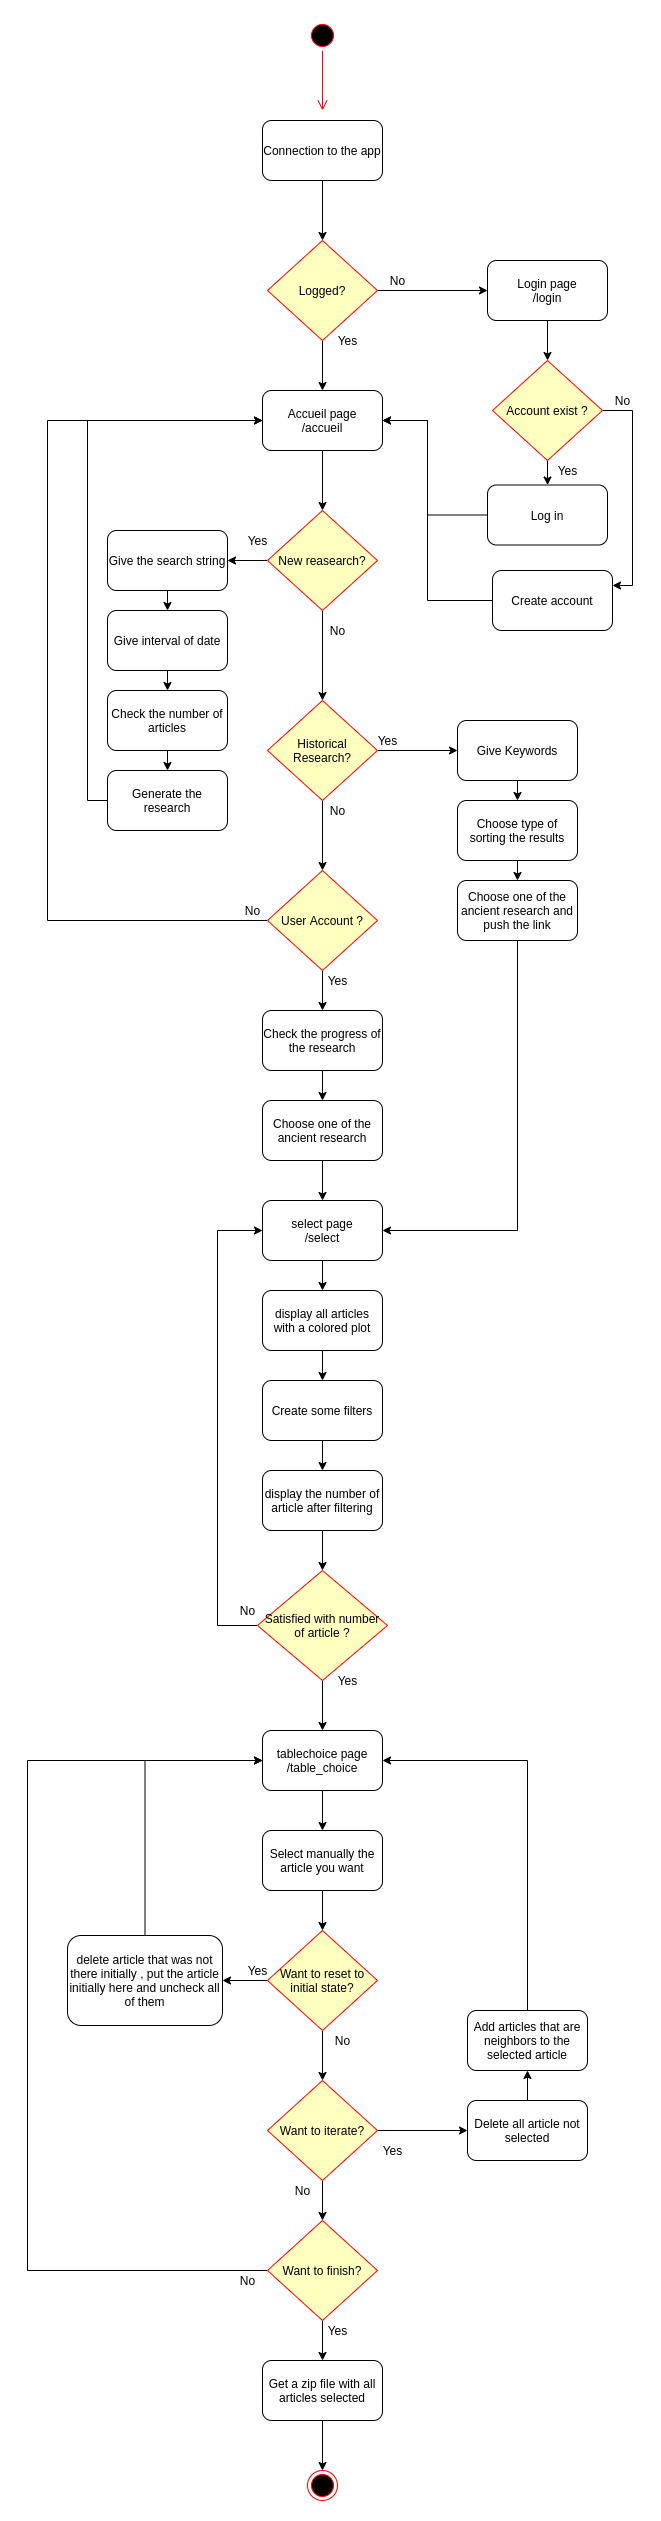 Connection to the app
Logged?
No
Login page
/login
Yes
Account exist ?
No
Accueil page
/accueil
Yes
Log in
Create account
New reasearch?
Yes
Give the search string
Give interval of date
Check the number of
articles
Generate the
research
No
Historical
Research?
Yes
Give Keywords
Choose type of
sorting the results
Choose one of the
ancient research and
push the link
No
User Account ?
No
Yes
Check the progress of
the research
Choose one of the
ancient research
select page
/select
display all articles
with a colored plot
Create some filters
display the number of
article after filtering
No
Satisfied with number
of article ?
Yes
tablechoice page
/table_choice
Select manually the
article you want
Want to reset to
initial state?
Yes
delete article that was not
there initially , put the article
initially here and uncheck all
of them
No
Add articles that are
neighbors to the
selected article
Want to iterate?
Yes
Delete all article not
selected
No
Want to finish?
No
Yes
Get a zip file with all
articles selected